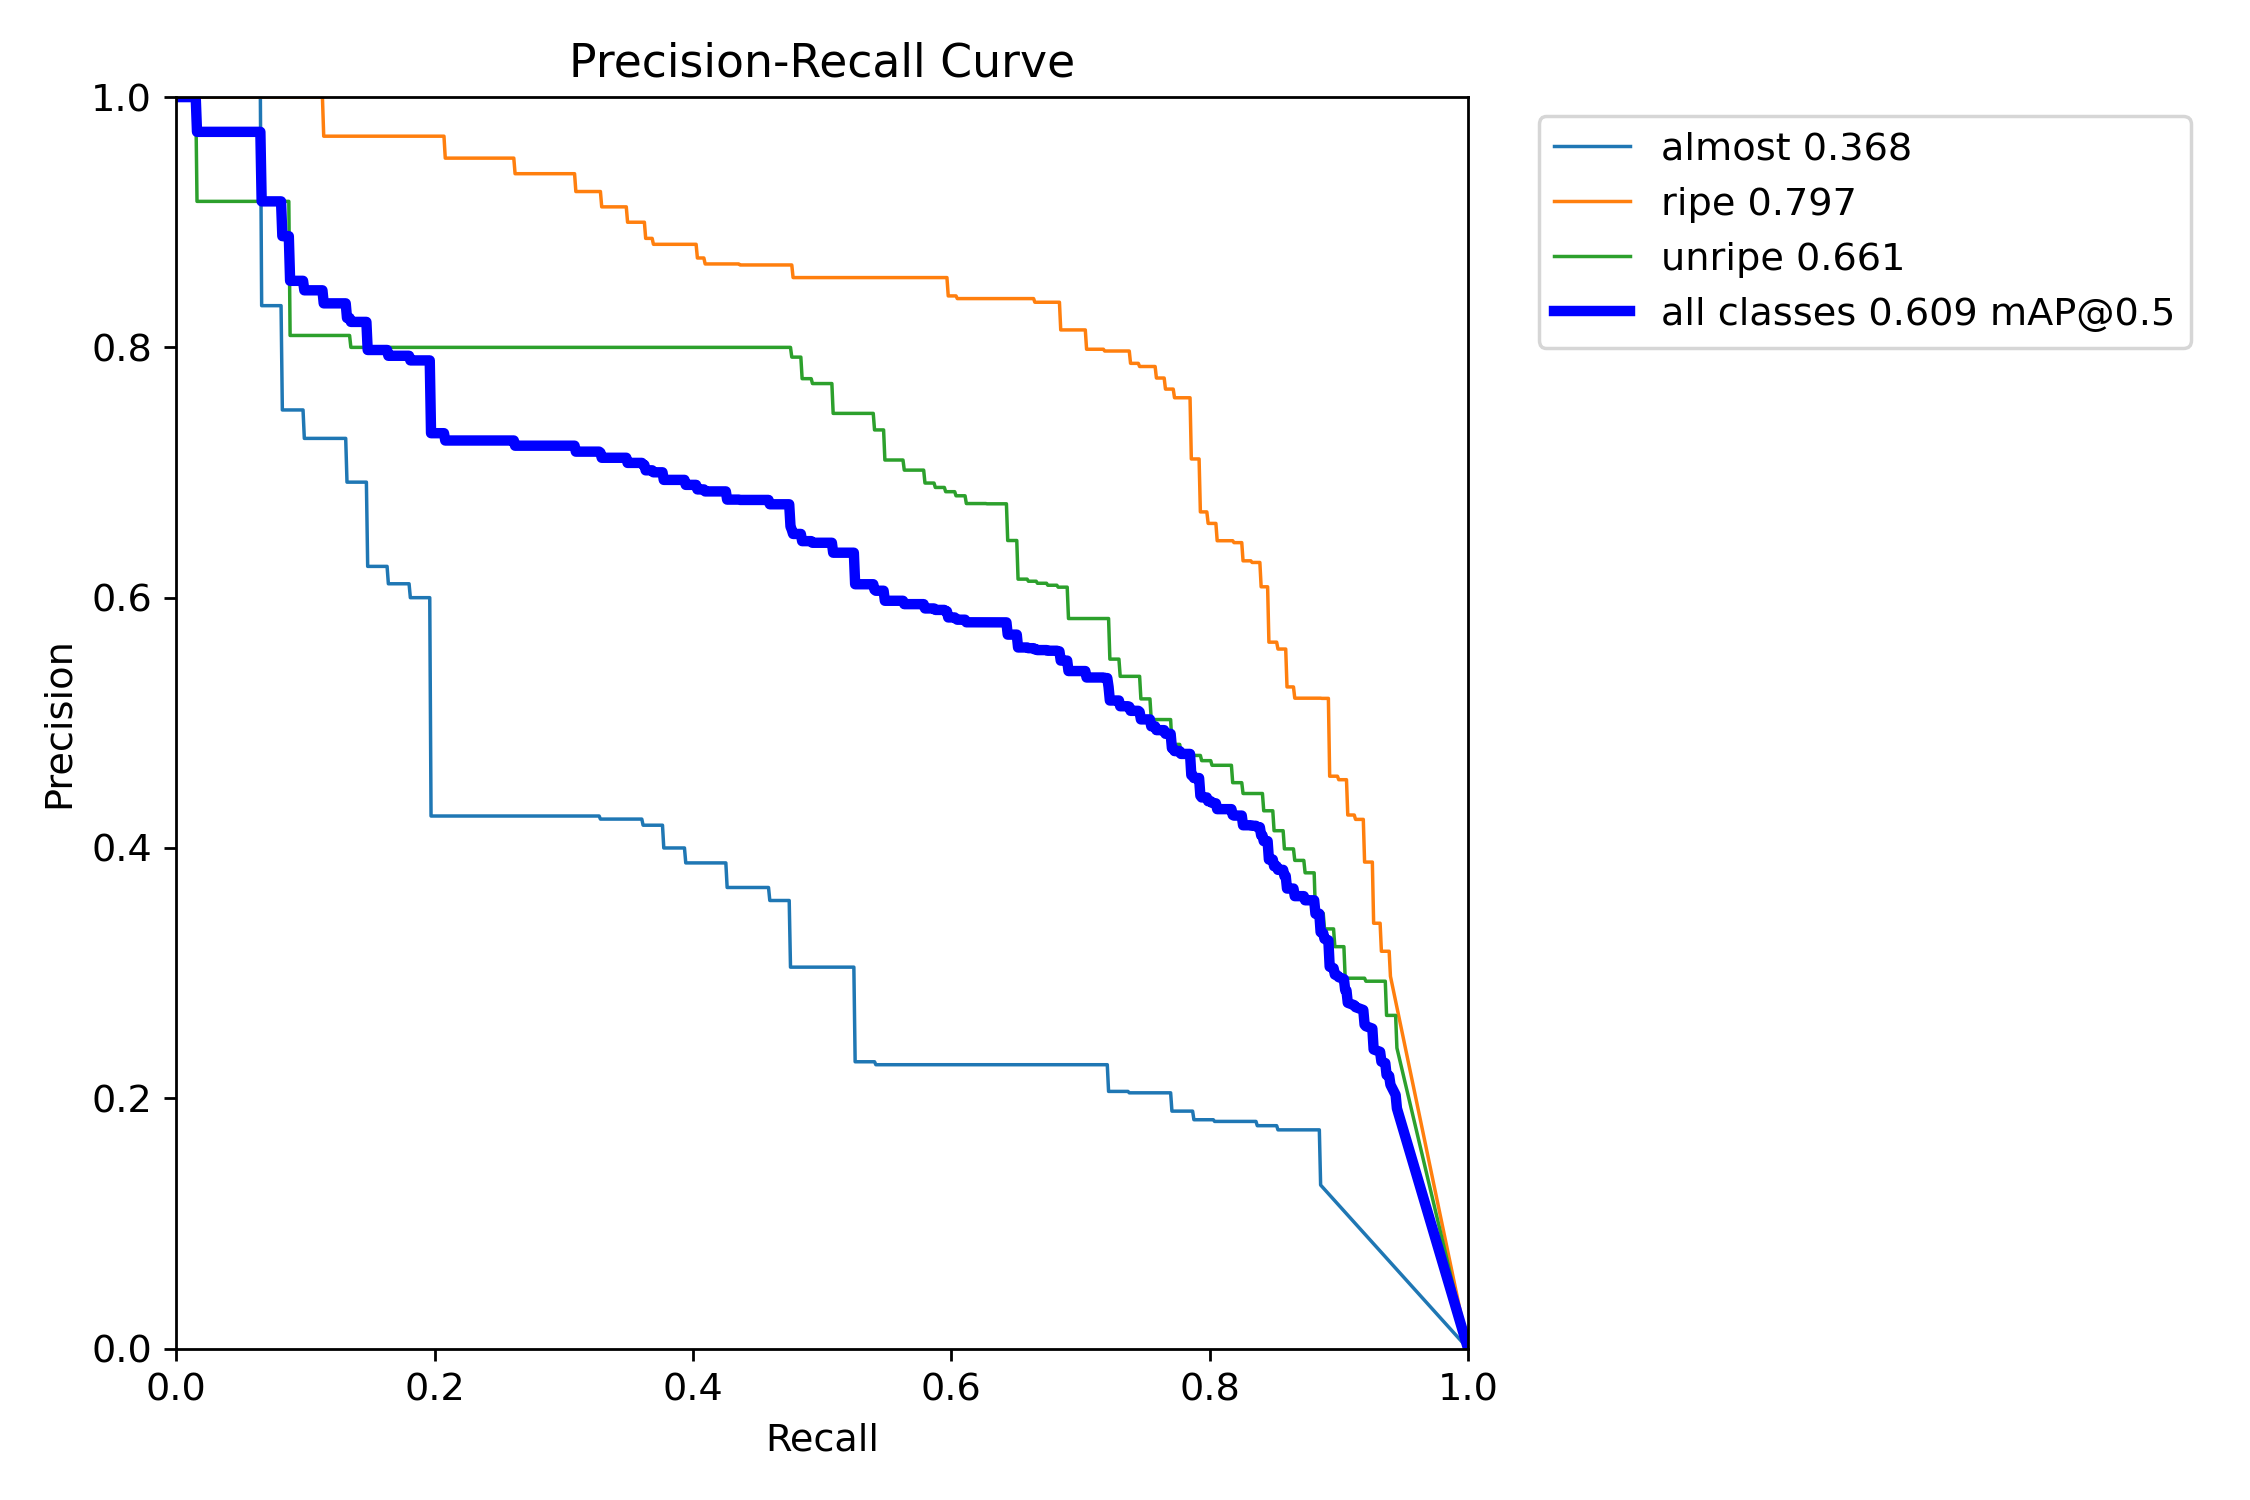 Precision-Recall Curve
1.0
0.8
0.6
0.4
0.2
0.0
Precision
0.0 0.2 0.4 0.6 0.8 1.0
Recall
almost 0.368
ripe 0.797
unripe 0.661
all classes 0.609 mAP@0.5